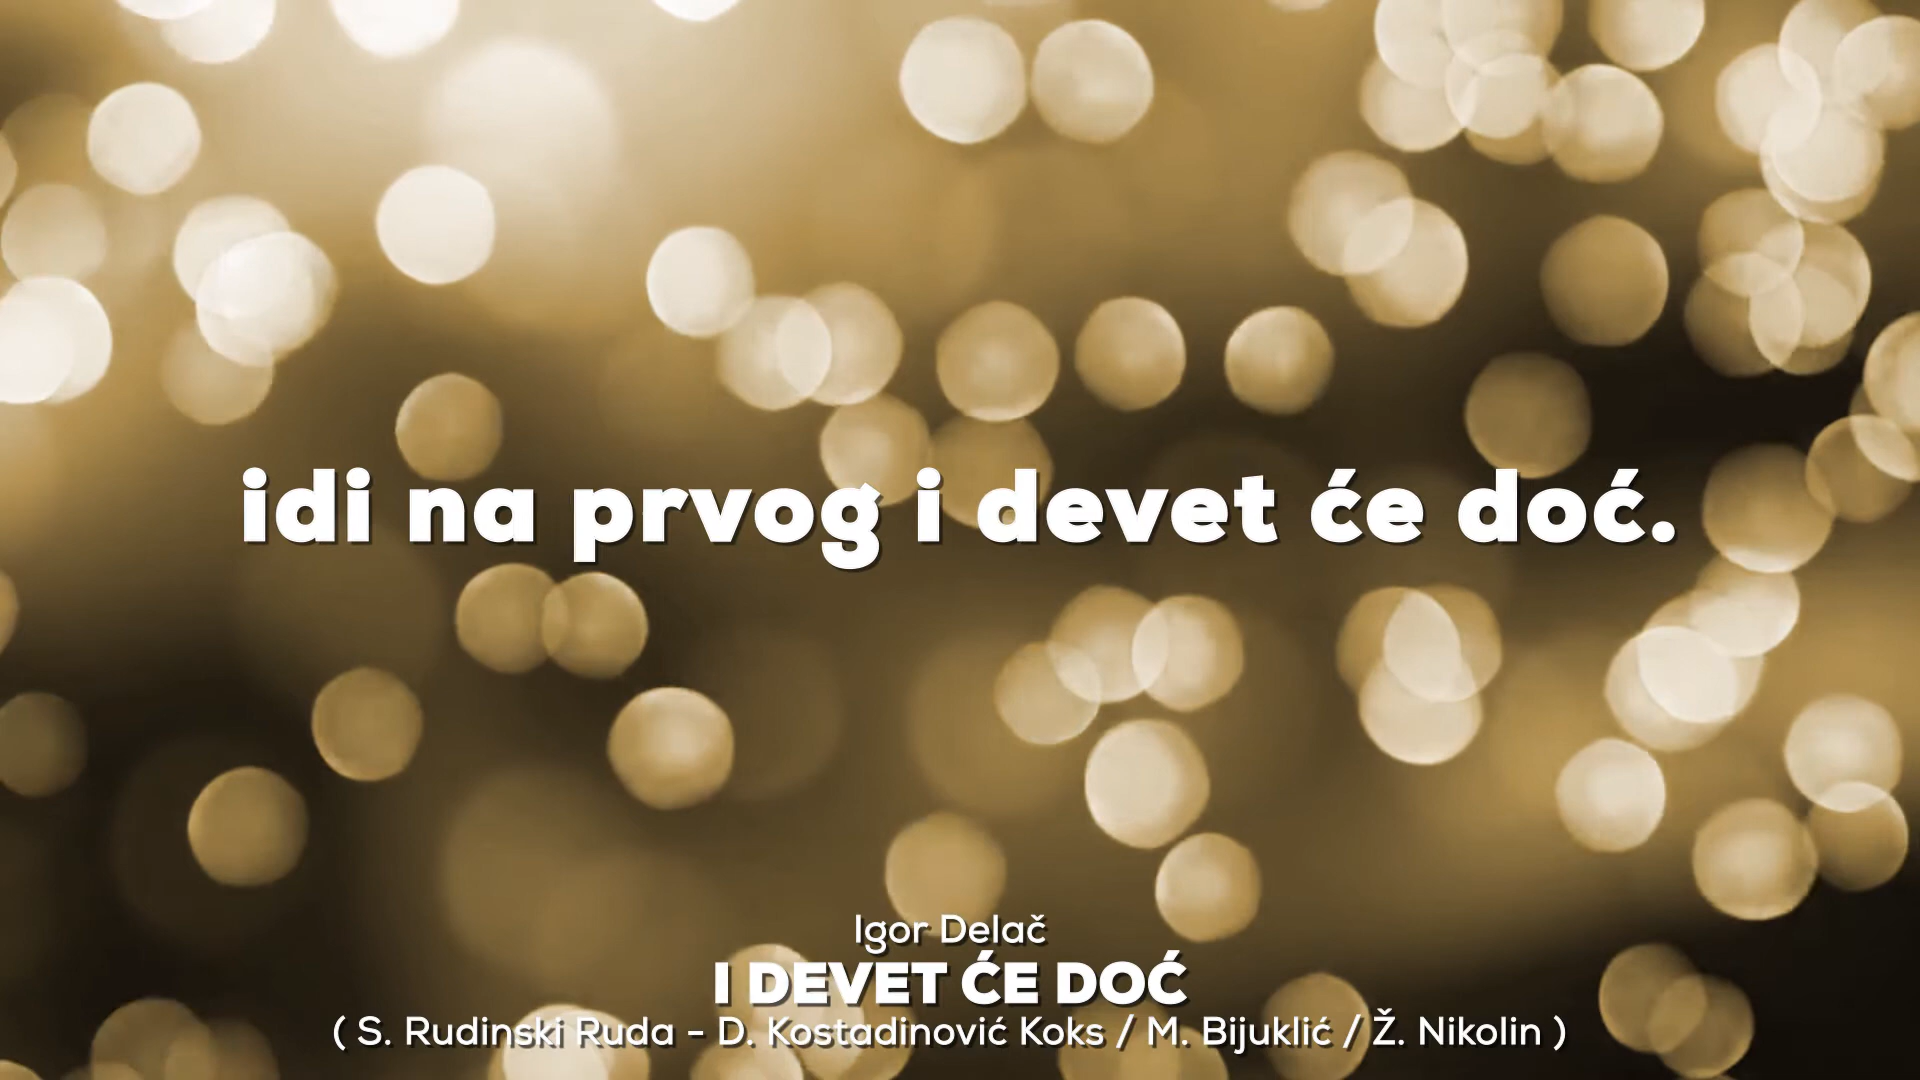 idi na prvog i devet će doć.
Igor Delač
I DEVET ĆE DOĆ
( S. Rudinski Ruda - D. Kostadinović Koks / M. Bijuklić / Ž. Nikolin )